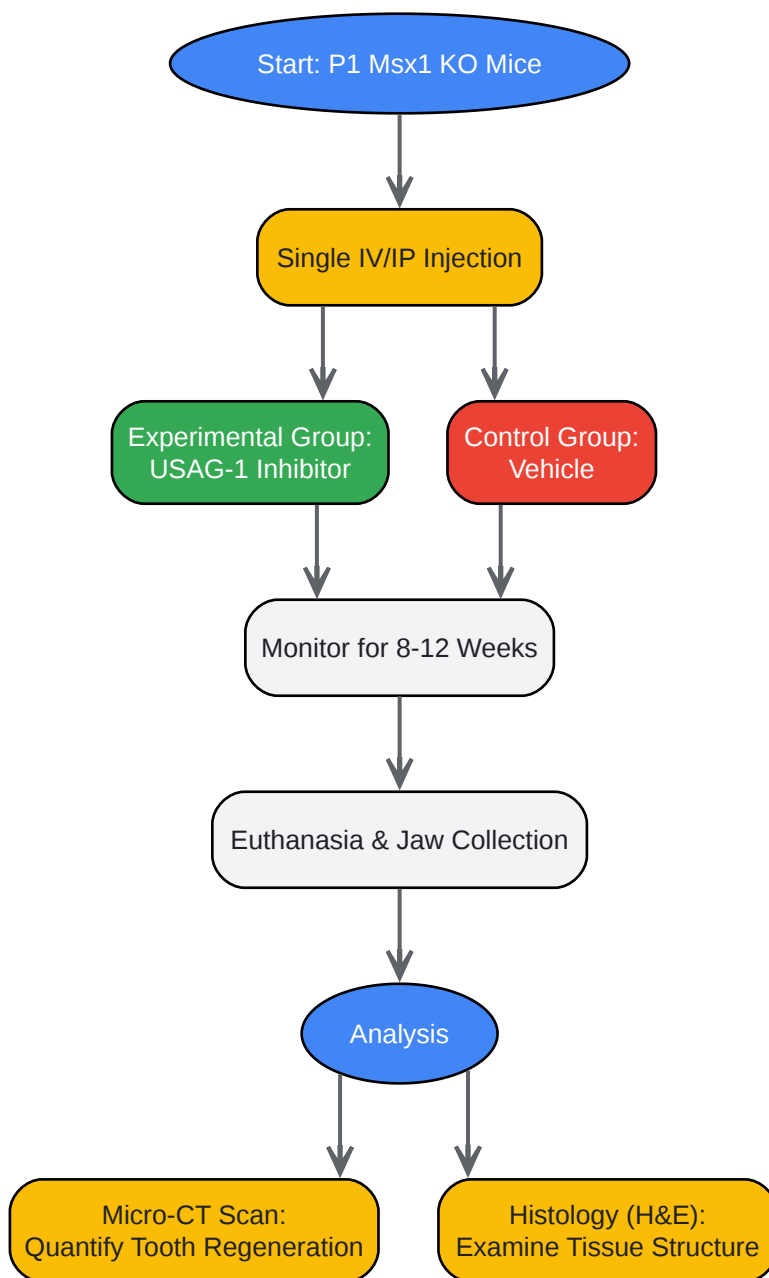 Start: P1 Msx1 KO Mice
Single IV/IP Injection
Experimental Group:
USAG-1 Inhibitor
Control Group:
Vehicle
Monitor for 8-12 Weeks
Euthanasia & Jaw Collection
Analysis
Micro-CT Scan:
Quantify Tooth Regeneration
Histology (H&E):
Examine Tissue Structure